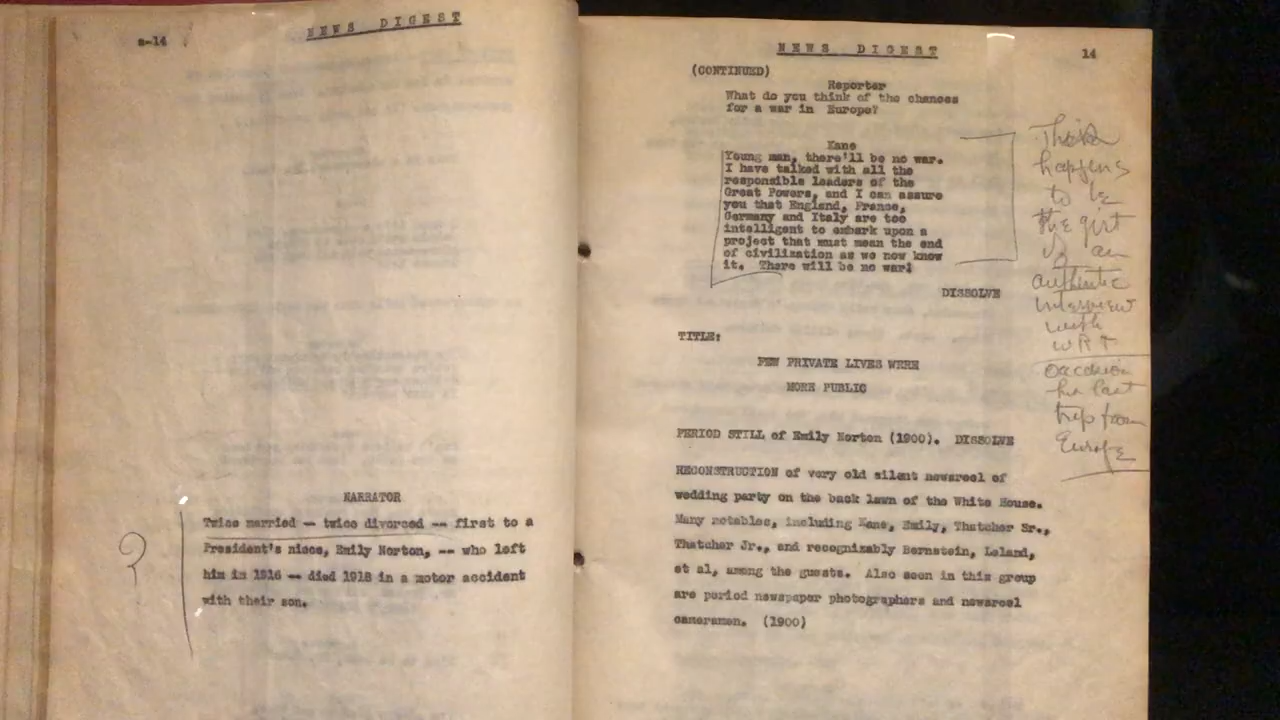 a-14
NEWS DIGEST
NARRATOR
Twice married — twice divorced -- first to a
President's niece, Emily Norton, -- who left
him in 1916 — died 1918 in a motor accident
with their son.
?
NEWS DIGEST
14
(CONTINUED)
Reporter
What do you think of the chances
for a war in Europe?
Kane
Young man, there'll be no war.
I have talked with all the
responsible leaders of the
Great Powers, and I can assure
you that England, France,
Germany and Italy are too
intelligent to embark upon a
project that must mean the end
of civilization as we now know
it. There will be no war!
DISSOLVE
TITLE:
FEW PRIVATE LIVES WERE
MORE PUBLIC
PERIOD STILL of Emily Norton (1900). DISSOLVE
RECONSTRUCTION of very old silent newsreel of
wedding party on the back lawn of the White House.
Many notables, including Kane, Emily, Thatcher Sr.,
Thatcher Jr., and recognizably Bernstein, Leland,
et al, among the guests. Also seen in this group
are period newspaper photographers and newsreel
cameramen. (1900)
This
happens
to be
the gist
of an
authentic
interview
with
WRH
occasion
his last
trip from
Europe